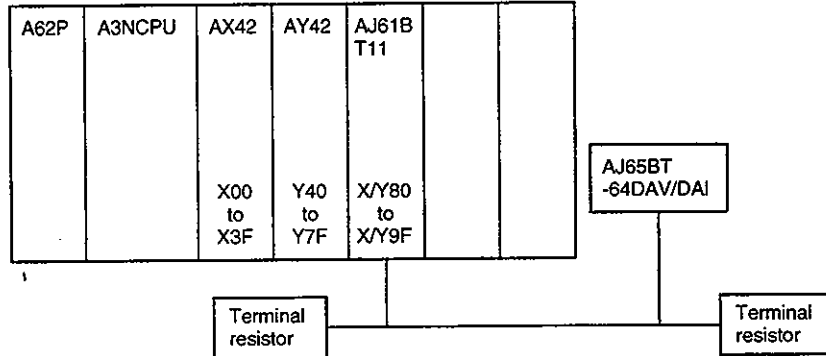 A62P
A3NCPU
AX42
AY42
AJ61B
T11
X00
to
X3F
Y40
to
Y7F
X/Y80
to
X/Y9F
AJ65BT
-64DAV/DAI
Terminal
resistor
Terminal
resistor